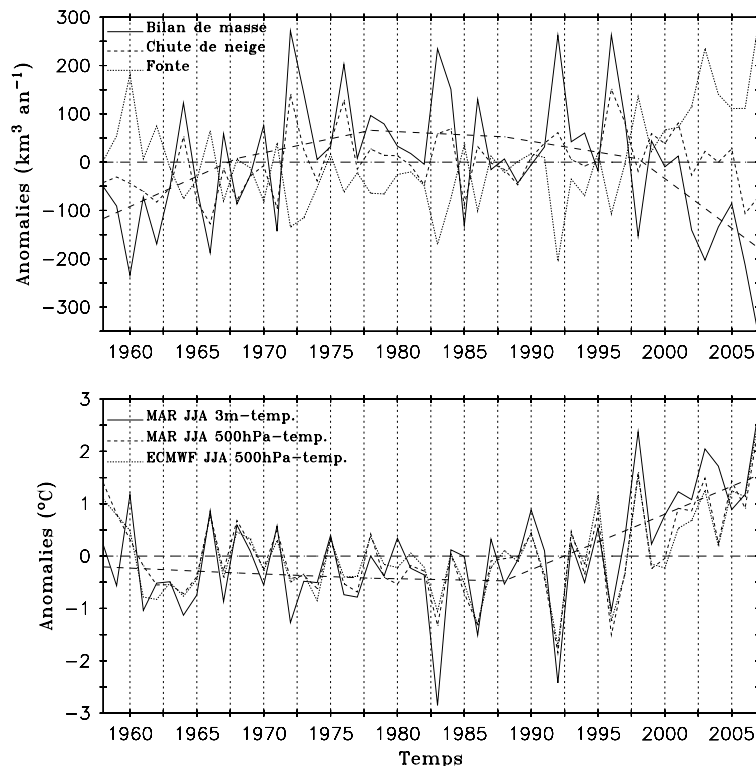 300
200
100
0
−100
−200
−300
Anomalies (km³ an⁻¹)
Bilan de masse
Chute de neige
Fonte
1960 1965 1970 1975 1980 1985 1990 1995 2000 2005
3
2
1
0
−1
−2
−3
Anomalies (°C)
MAR JJA 3m−temp.
MAR JJA 500hPa−temp.
ECMWF JJA 500hPa−temp.
1960 1965 1970 1975 1980 1985 1990 1995 2000 2005
Temps